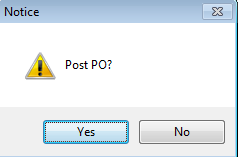 Notice
Post PO?
Yes
No